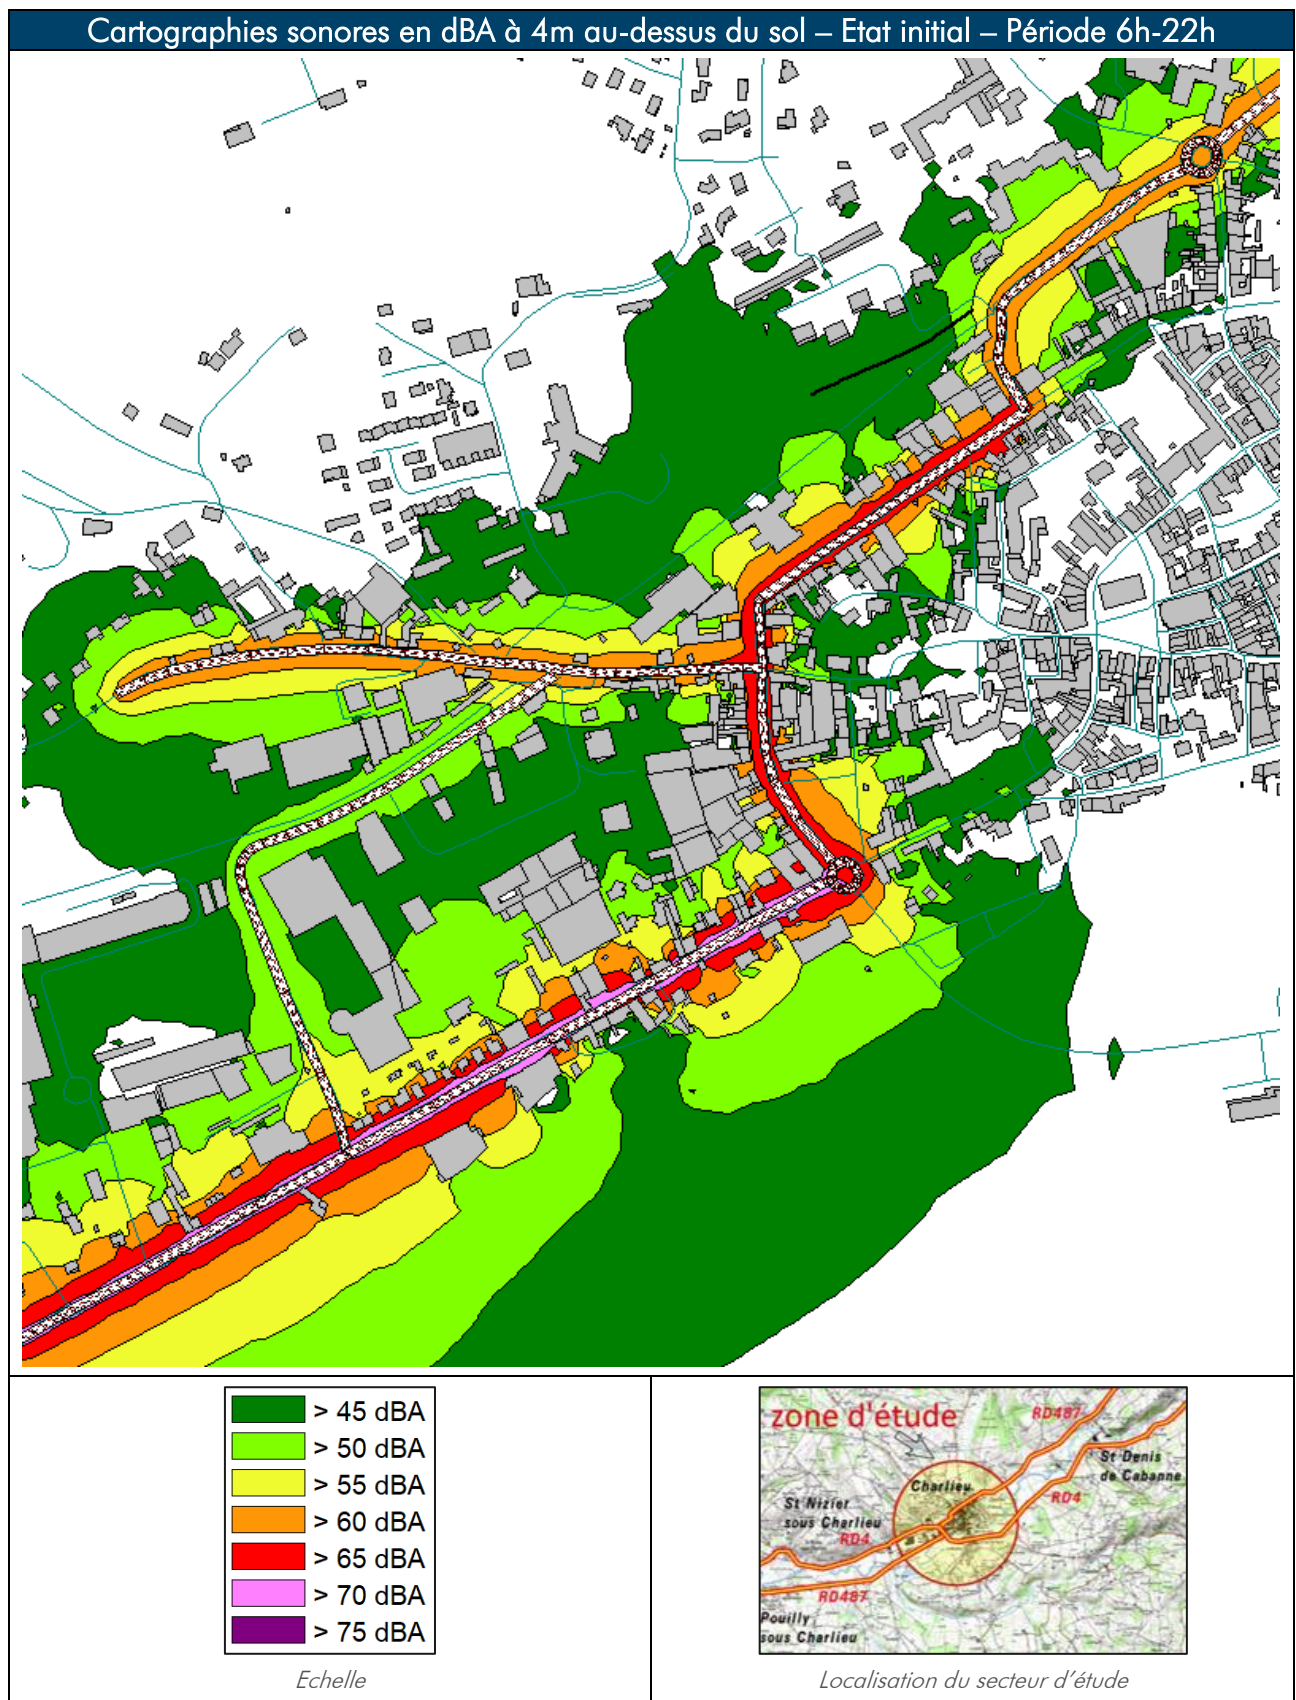 Cartographies sonores en dBA à 4m au-dessus du sol – Etat initial – Période 6h-22h
> 45 dBA
> 50 dBA
> 55 dBA
> 60 dBA
> 65 dBA
> 70 dBA
> 75 dBA
Echelle
zone d'étude
RD487
Charlieu
St Denis
de Cabanne
St Nizier
sous Charlieu
RD4
RD4
RD487
Pouilly
sous Charlieu
Localisation du secteur d'étude